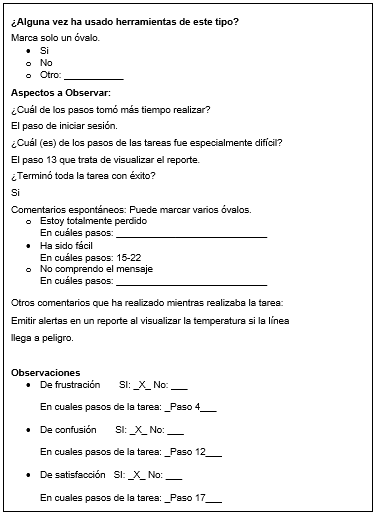 ¿Alguna vez ha usado herramientas de este tipo?
Marca solo un óvalo.
• Si
o No
o Otro: ___________
Aspectos a Observar:
¿Cuál de los pasos tomó más tiempo realizar?
El paso de iniciar sesión.
¿Cuál (es) de los pasos de las tareas fue especialmente difícil?
El paso 13 que trata de visualizar el reporte.
¿Terminó toda la tarea con éxito?
Si
Comentarios espontáneos: Puede marcar varios óvalos.
o Estoy totalmente perdido
En cuáles pasos: ____________________________
• Ha sido fácil
En cuáles pasos: 15-22
o No comprendo el mensaje
En cuáles pasos: ____________________________
Otros comentarios que ha realizado mientras realizaba la tarea:
Emitir alertas en un reporte al visualizar la temperatura si la línea
llega a peligro.
Observaciones
• De frustración SI: _X_ No: ___
En cuales pasos de la tarea: _Paso 4___
• De confusión SI: _X_ No: ___
En cuales pasos de la tarea: _Paso 12___
• De satisfacción SI: _X_ No: ___
En cuales pasos de la tarea: _Paso 17___